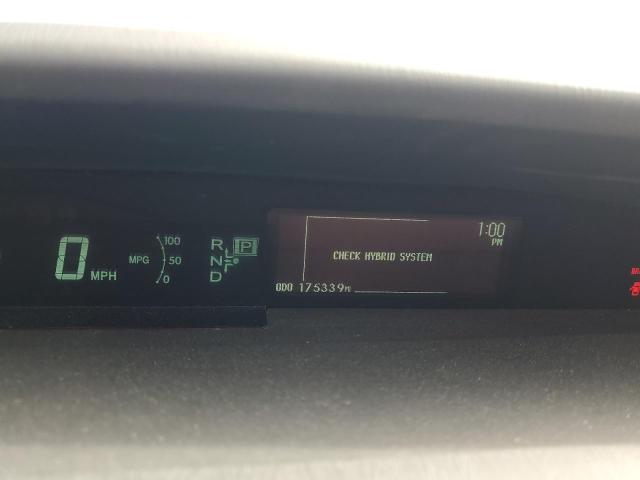 0 MPH
MPG
100
50
0
R
N
D
P
1:00
PM
CHECK HYBRID SYSTEM
ODO 175339MI